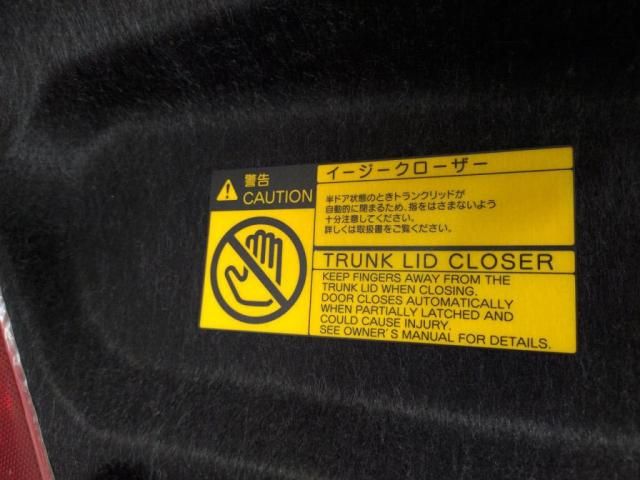 警告
CAUTION
イージークローザー
半ドア状態のときトランクリッドが
自動的に閉まるため、指をはさまないよう
十分注意してください。
詳しくは取扱書をご覧ください。
TRUNK LID CLOSER
KEEP FINGERS AWAY FROM THE
TRUNK LID WHEN CLOSING.
DOOR CLOSES AUTOMATICALLY
WHEN PARTIALLY LATCHED AND
COULD CAUSE INJURY.
SEE OWNER'S MANUAL FOR DETAILS.